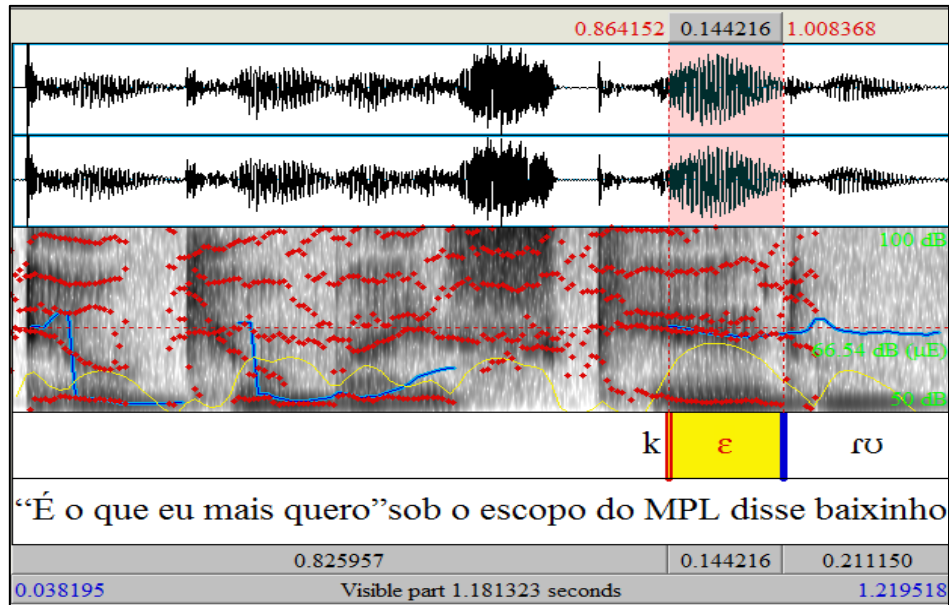 0.864152 0.144216 1.008368
100 dB
66.54 dB (µE)
50 dB
k ɛ ɾʊ
“É o que eu mais quero”sob o escopo do MPL disse baixinho
0.825957 0.144216 0.211150
0.038195 Visible part 1.181323 seconds 1.219518